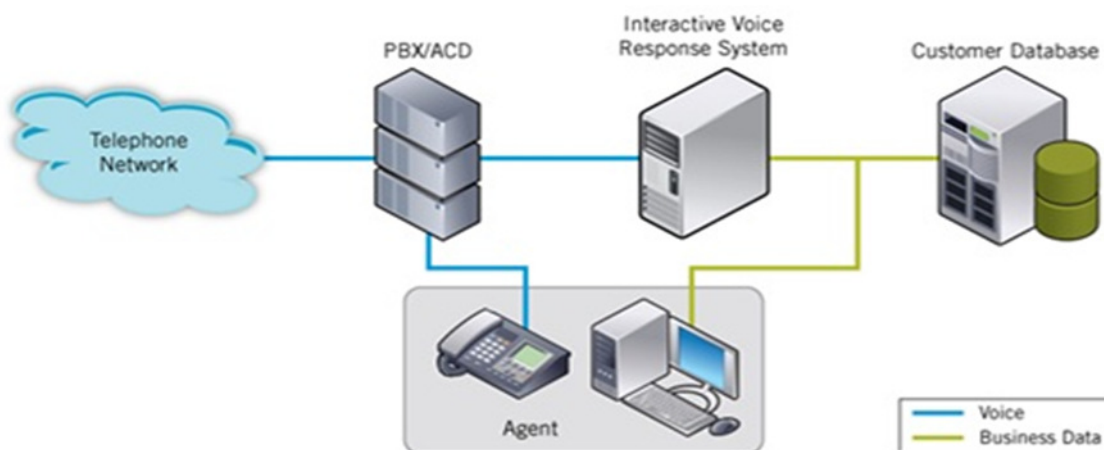 Interactive Voice
Response System
PBX/ACD
Customer Database
Telephone
Network
Agent
Voice
Business Data